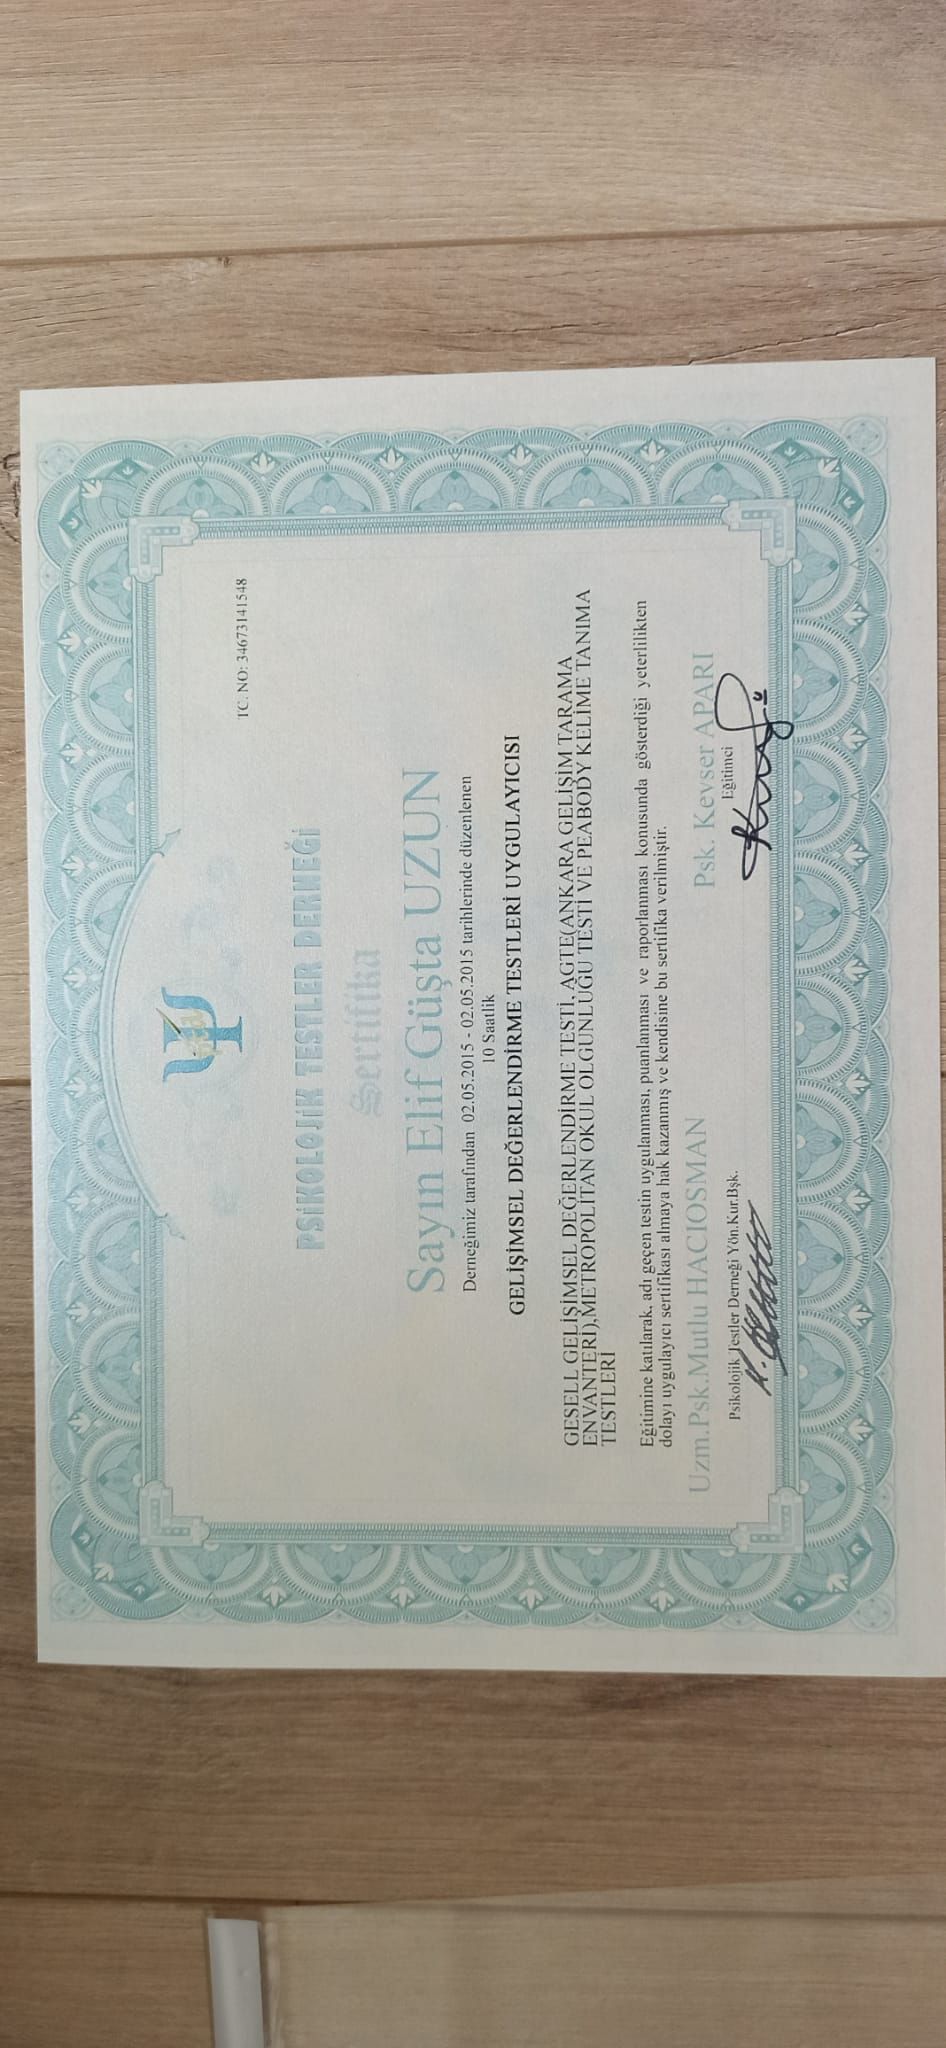 TC. NO: 34673141548
PSİKOLOJİK TESTLER DERNEĞİ
Sertifika
Sayın Elif Güşta UZUN
Derneğimiz tarafından 02.05.2015 - 02.05.2015 tarihlerinde düzenlenen
10 Saatlik
GELİŞİMSEL DEĞERLENDİRME TESTLERİ UYGULAYICISI
GESELL GELİŞİMSEL DEĞERLENDİRME TESTİ, AGTE(ANKARA GELİŞİM TARAMA
ENVANTERİ),METROPOLİTAN OKUL OLGUNLUĞU TESTİ VE PEABODY KELİME TANIMA
TESTLERİ
Eğitimine katılarak, adı geçen testin uygulanması, puanlanması ve raporlanması konusunda gösterdiği yeterlilikten
dolayı uygulayıcı sertifikası almaya hak kazanmış ve kendisine bu sertifika verilmiştir.
Uzm.Psk.Mutlu HACIOSMAN
Psikolojik Testler Derneği Yön.Kur.Bşk.
Psk. Kevser APARI
Eğitimci